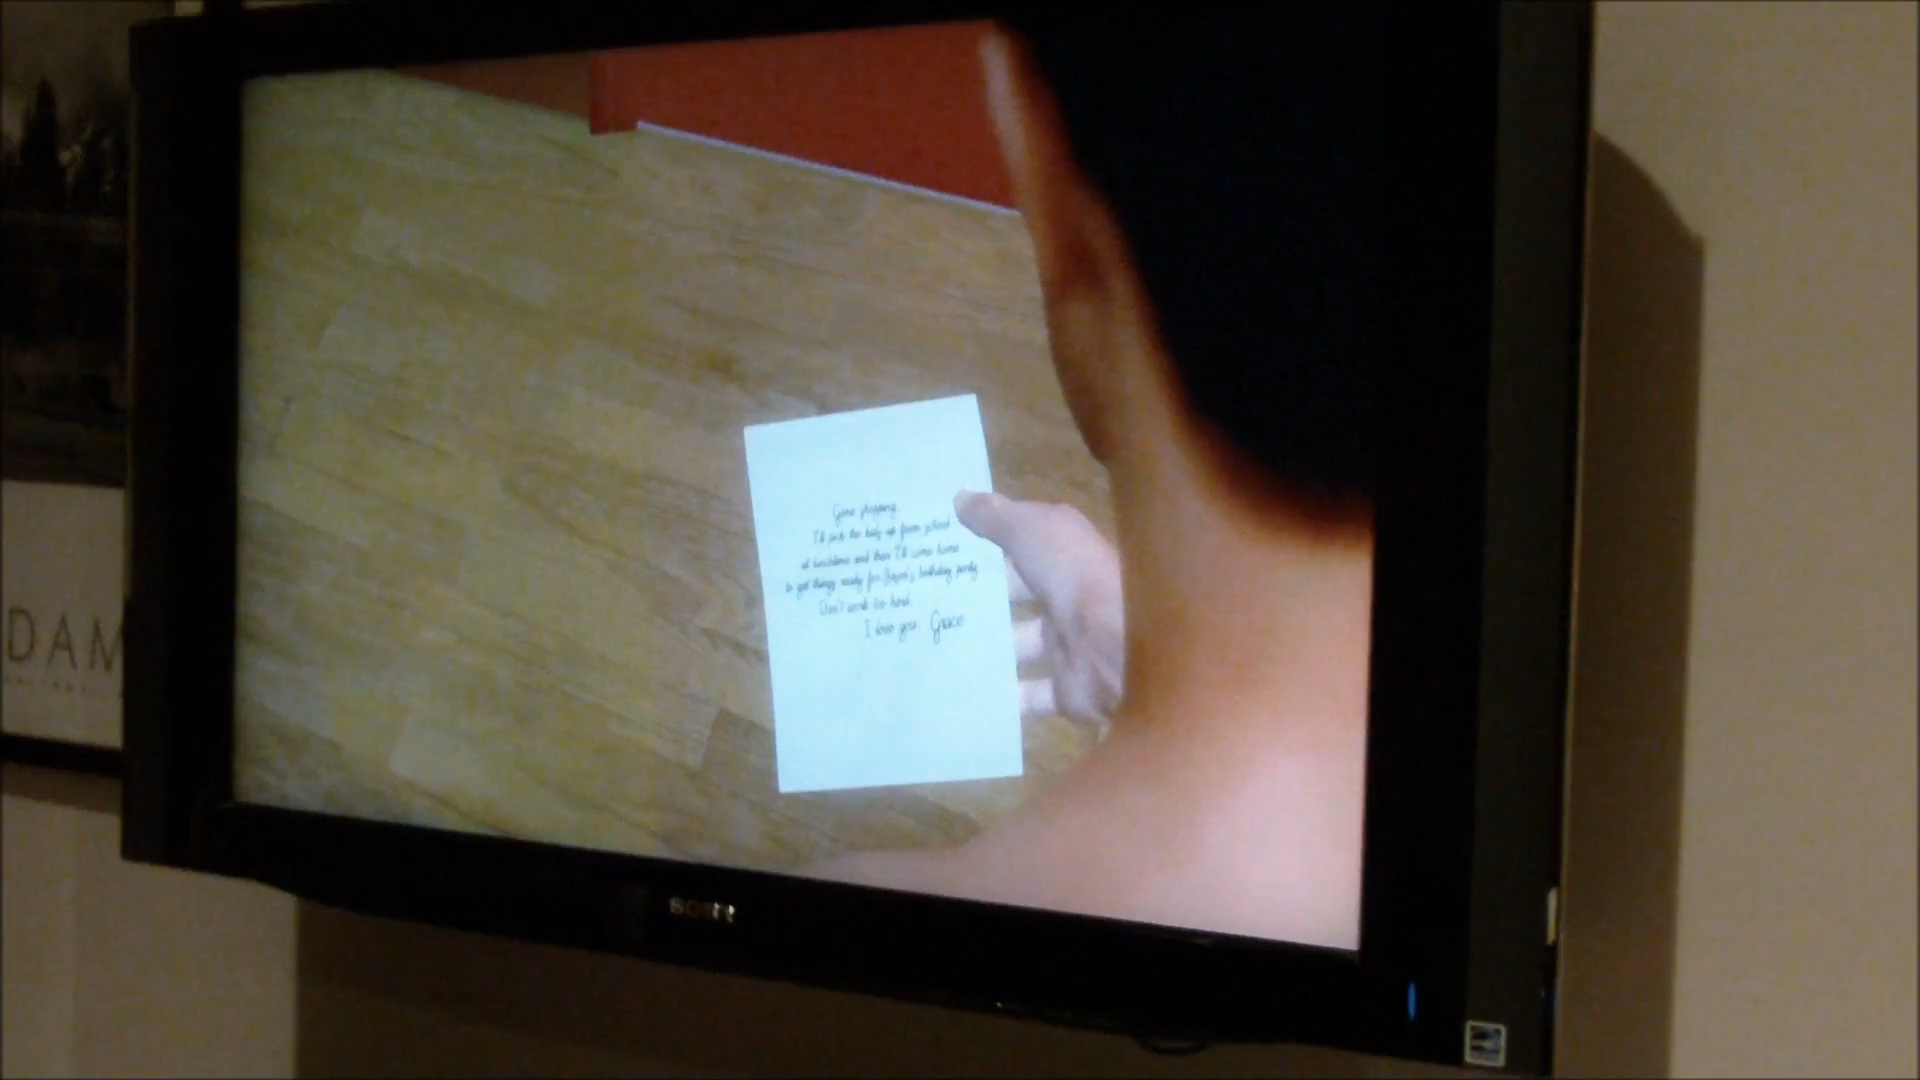 Gone shopping.
I'll pick the kids up from school
at lunchtime and then I'll come home
to get things ready for Jason's birthday party
Don't work too hard.
I love you. Grace
SONY
DAM